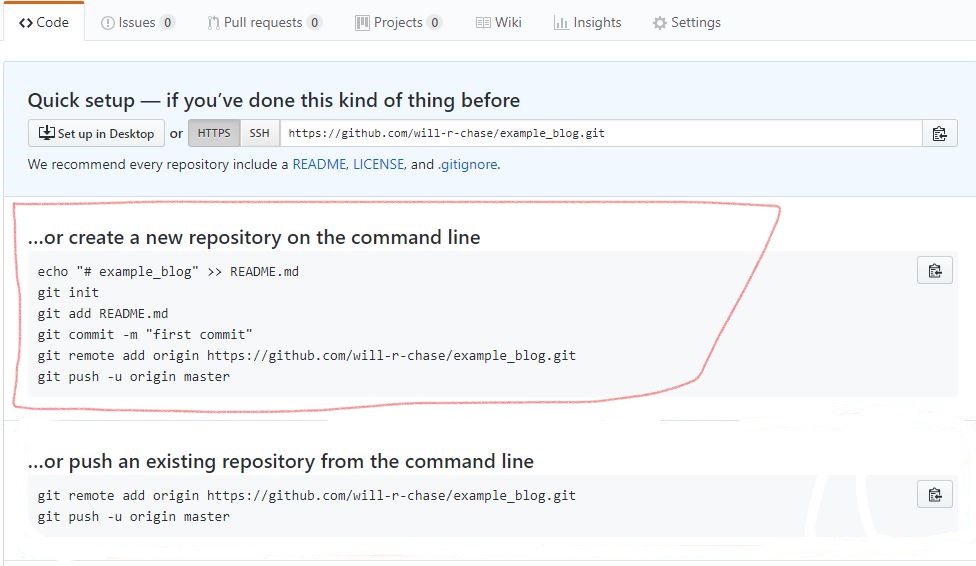 Code Issues 0 Pull requests 0 Projects 0 Wiki Insights Settings
Quick setup — if you’ve done this kind of thing before
Set up in Desktop or HTTPS SSH https://github.com/will-r-chase/example_blog.git
We recommend every repository include a README, LICENSE, and .gitignore.
...or create a new repository on the command line
echo "# example_blog" >> README.md
git init
git add README.md
git commit -m "first commit"
git remote add origin https://github.com/will-r-chase/example_blog.git
git push -u origin master
...or push an existing repository from the command line
git remote add origin https://github.com/will-r-chase/example_blog.git
git push -u origin master